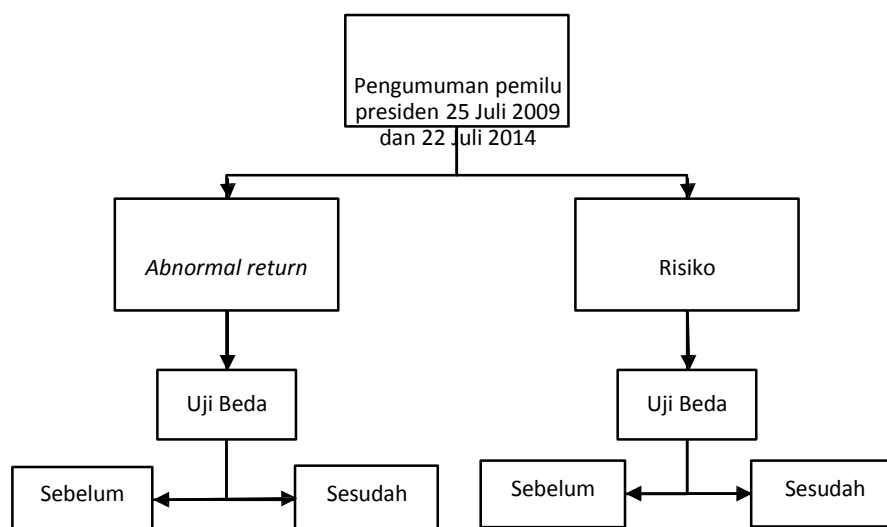 Pengumuman pemilu
presiden 25 Juli 2009
dan 22 Juli 2014
Abnormal return
Risiko
Uji Beda
Uji Beda
Sebelum
Sesudah
Sebelum
Sesudah